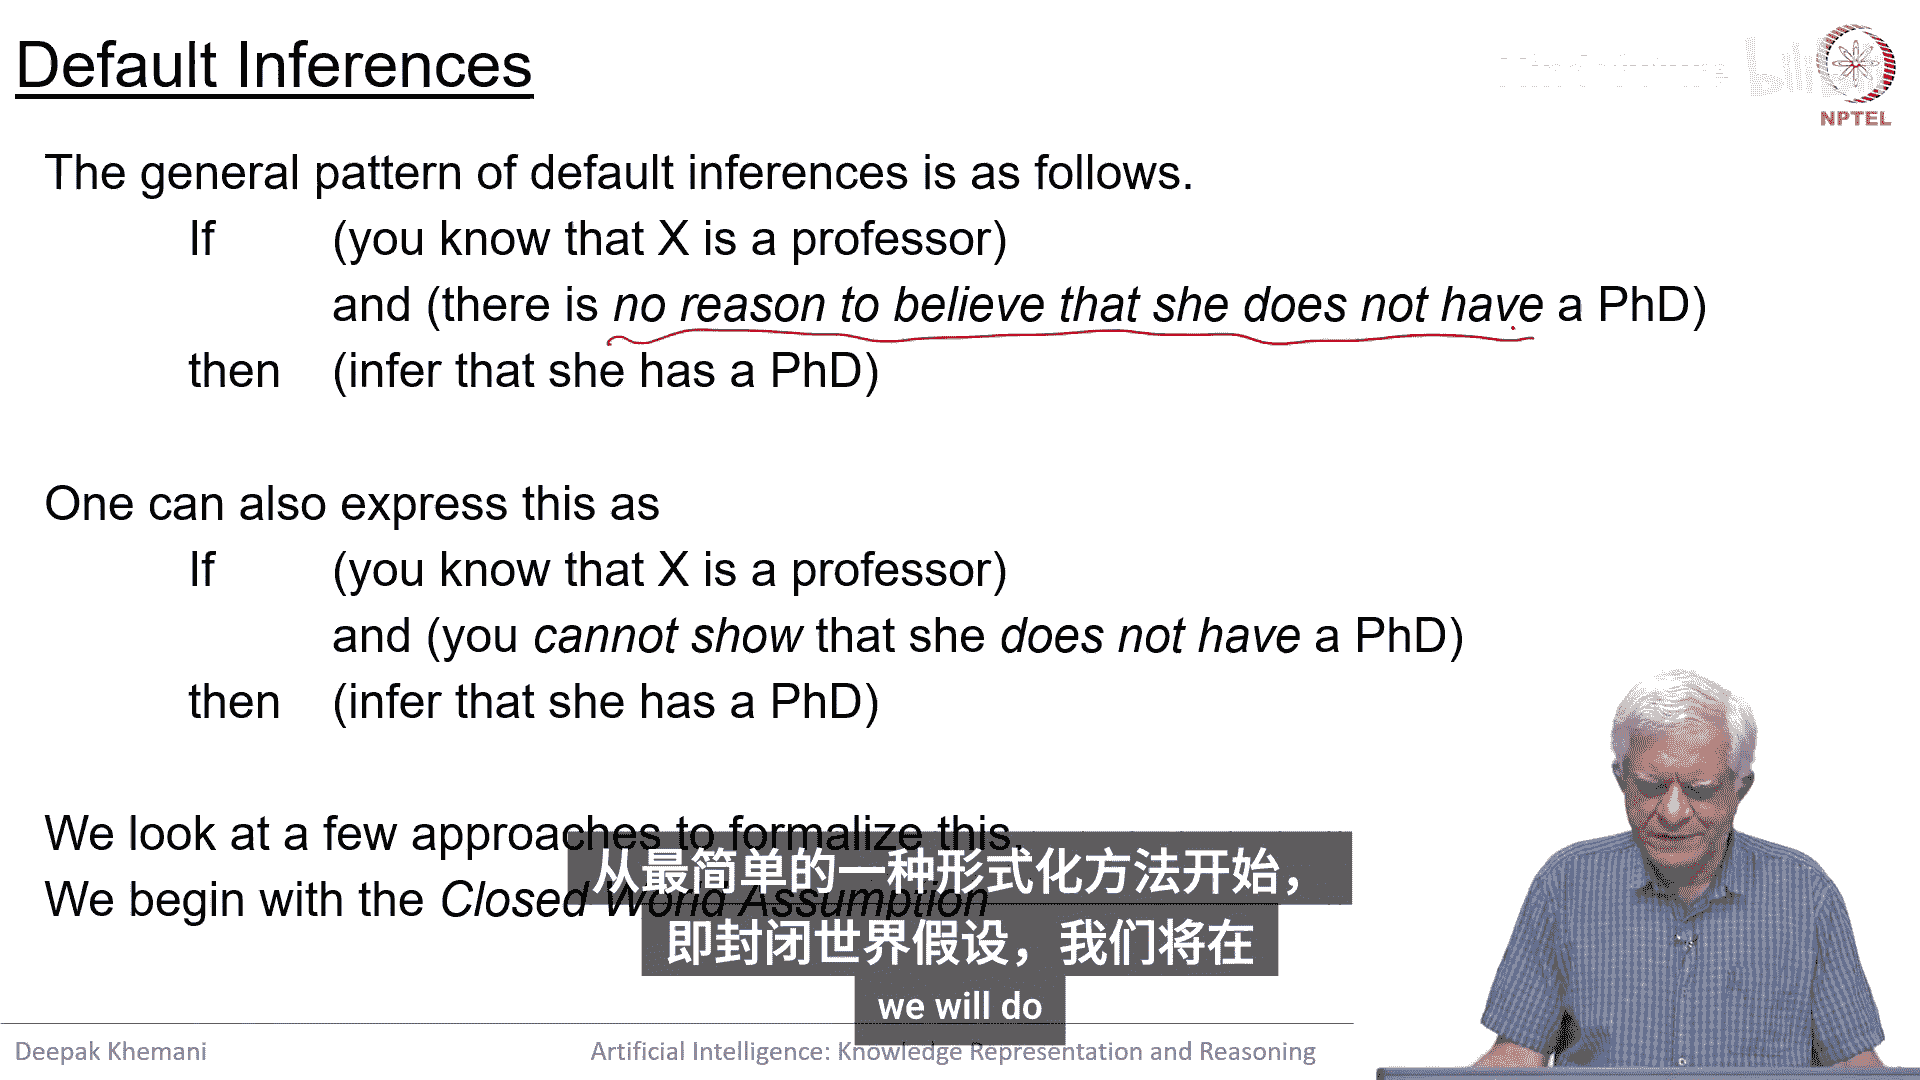 Default Inferences
NPTEL
The general pattern of default inferences is as follows.
If (you know that X is a professor)
and (there is no reason to believe that she does not have a PhD)
then (infer that she has a PhD)
One can also express this as
If (you know that X is a professor)
and (you cannot show that she does not have a PhD)
then (infer that she has a PhD)
We look at a few approaches to formalize this.
We begin with the Closed World Assumption
从最简单的一种形式化方法开始，
即封闭世界假设，我们将在
we will do
Deepak Khemani
Artificial Intelligence: Knowledge Representation and Reasoning